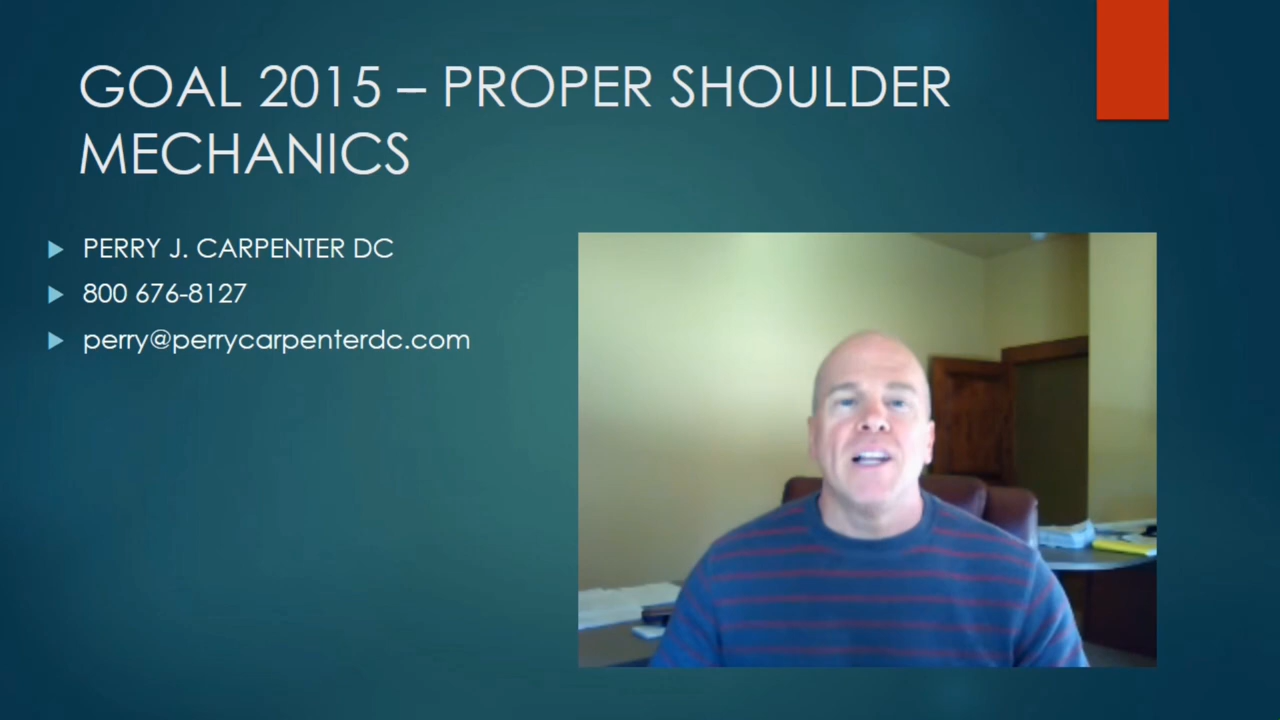 GOAL 2015 – PROPER SHOULDER
MECHANICS
PERRY J. CARPENTER DC
800 676-8127
perry@perrycarpenterdc.com